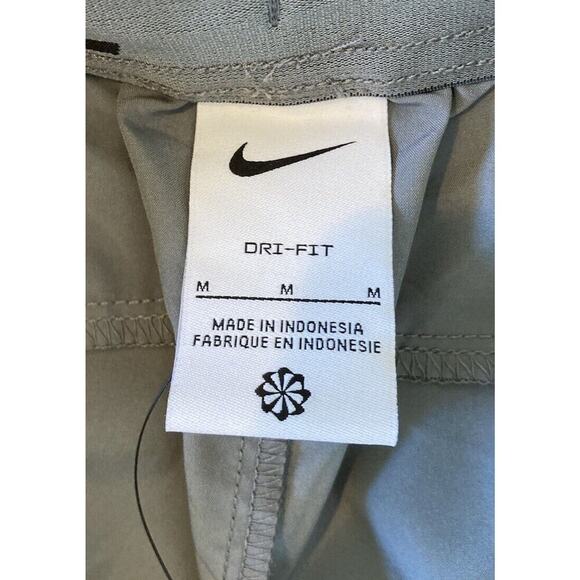 DRI-FIT
M M M
MADE IN INDONESIA
FABRIQUE EN INDONESIE